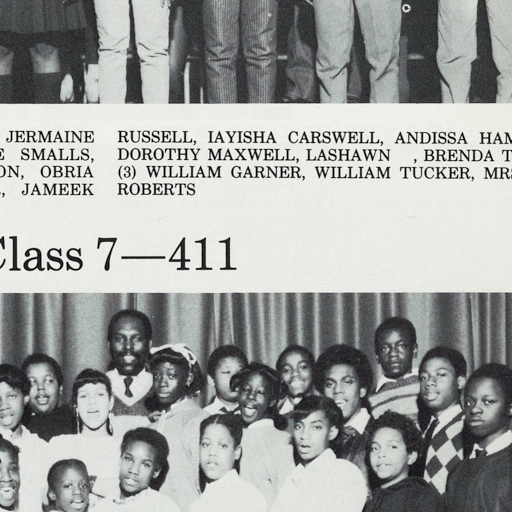 JERMAINE RUSSELL, IAYISHA CARSWELL, ANDISSA HAM
E SMALLS, DOROTHY MAXWELL, LASHAWN , BRENDA T
ON, OBRIA (3) WILLIAM GARNER, WILLIAM TUCKER, MRS
, JAMEEK ROBERTS
Class 7—411